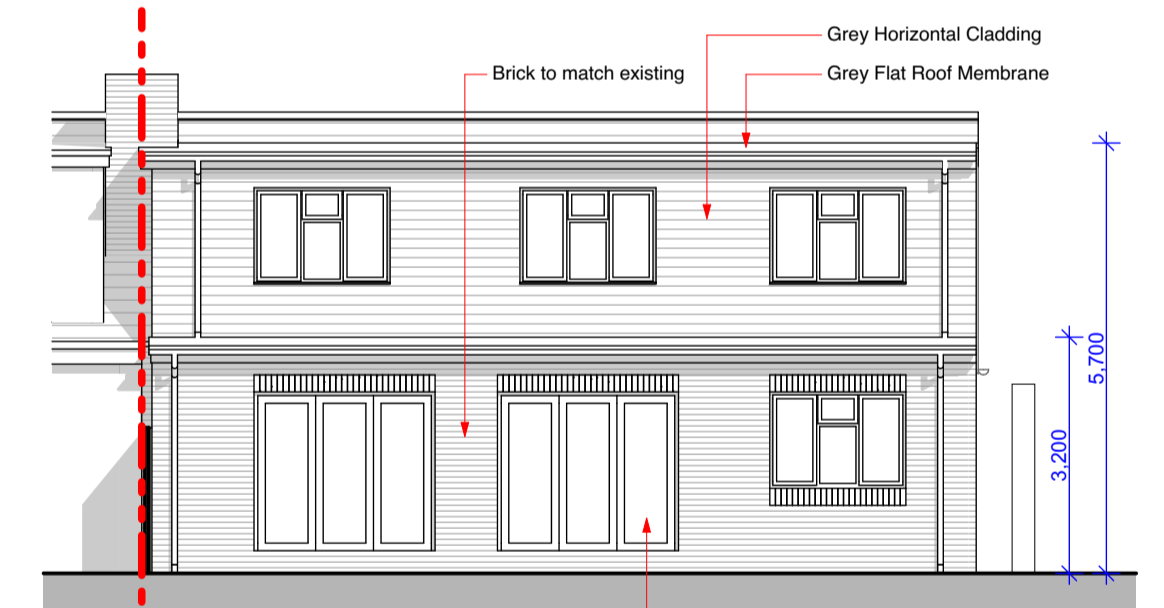 Grey Horizontal Cladding
Brick to match existing
Grey Flat Roof Membrane
5,700
3,200